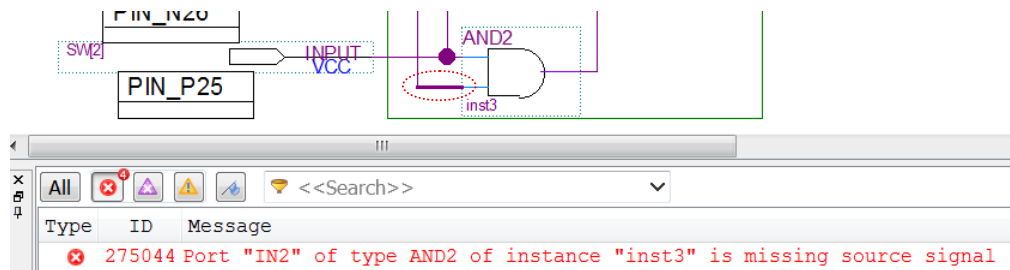 PIN_N26
SW[2]
INPUT
VCC
AND2
PIN_P25
inst3
All
4
<<Search>>
Type ID Message
275044 Port "IN2" of type AND2 of instance "inst3" is missing source signal